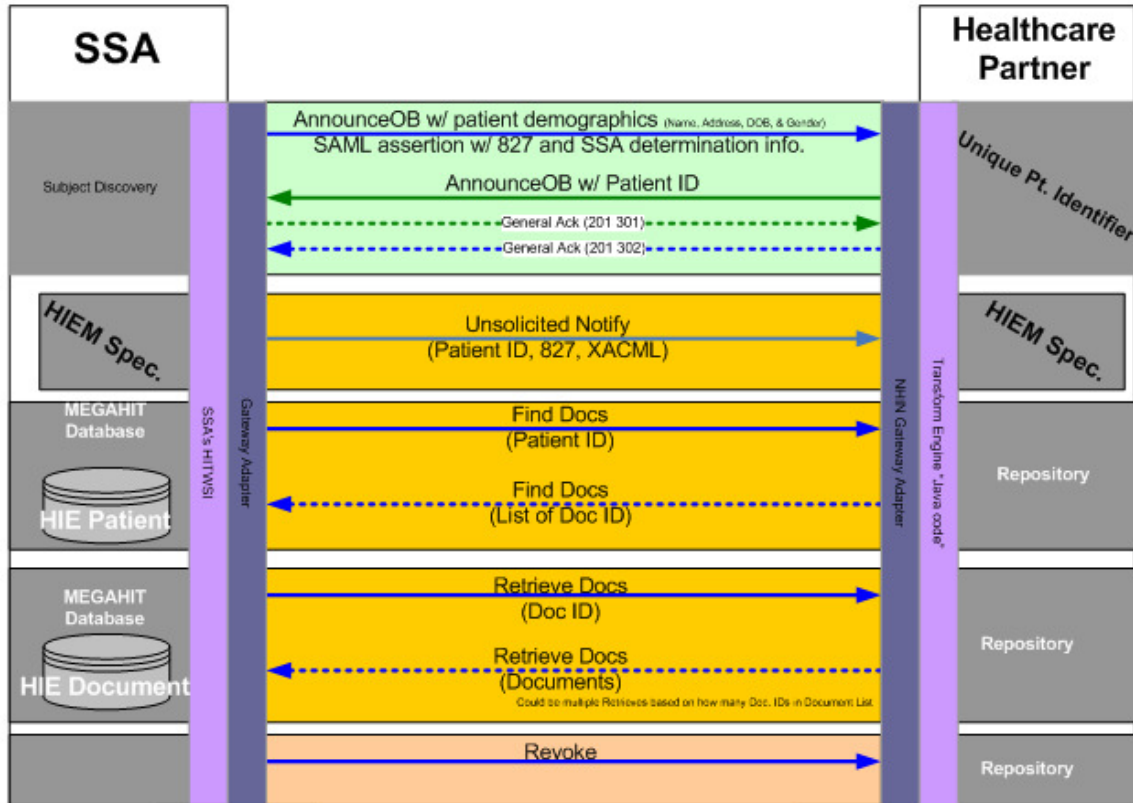 SSA
Healthcare
Partner
AnnounceOB w/ patient demographics (Name, Address, DOB, & Gender)
SAML assertion w/ 827 and SSA determination info.
Subject Discovery
Unique Pt. Identifier
AnnounceOB w/ Patient ID
General Ack (201 301)
General Ack (201 302)
HIEM Spec.
Unsolicited Notify
(Patient ID, 827, XACML)
HIEM Spec.
SSA's HITWSI
Gateway Adapter
NHIN Gateway Adapter
Transform Engine "Java code"
MEGAHIT
Database
HIE Patient
Find Docs
(Patient ID)
Find Docs
(List of Doc ID)
Repository
MEGAHIT
Database
HIE Document
Retrieve Docs
(Doc ID)
Retrieve Docs
(Documents)
Could be multiple Retrieves based on how many Doc. IDs in Document List
Repository
Revoke
Repository